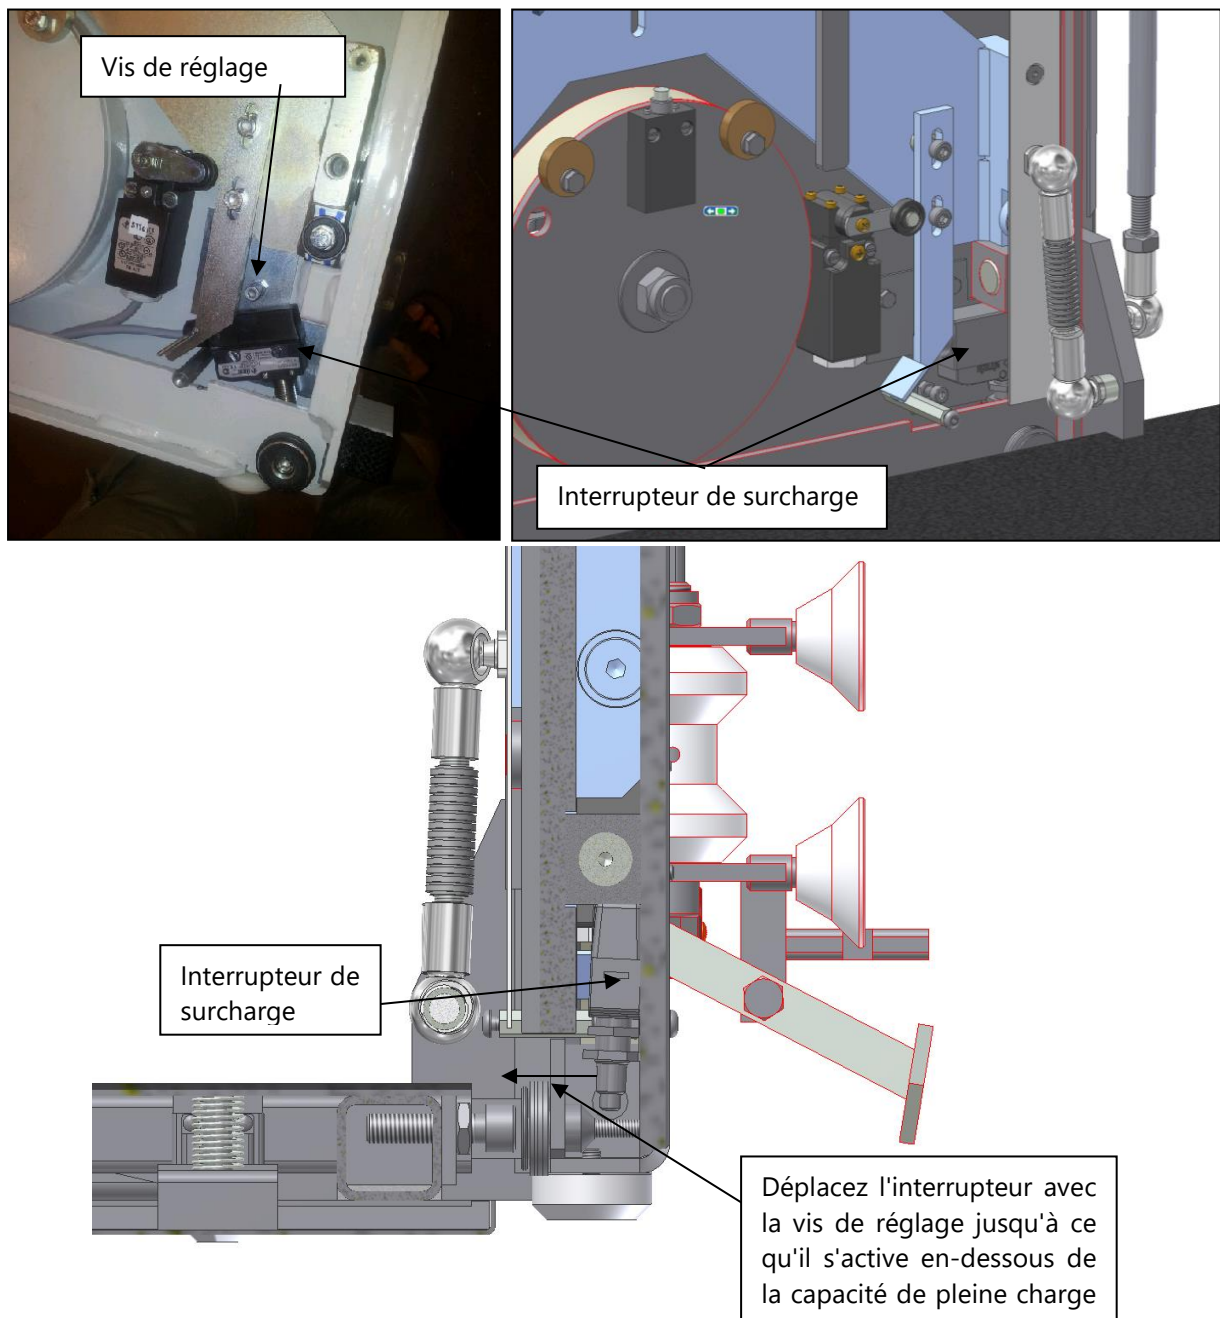 Vis de réglage
Interrupteur de surcharge
Interrupteur de
surcharge
Déplacez l'interrupteur avec
la vis de réglage jusqu'à ce
qu'il s'active en-dessous de
la capacité de pleine charge